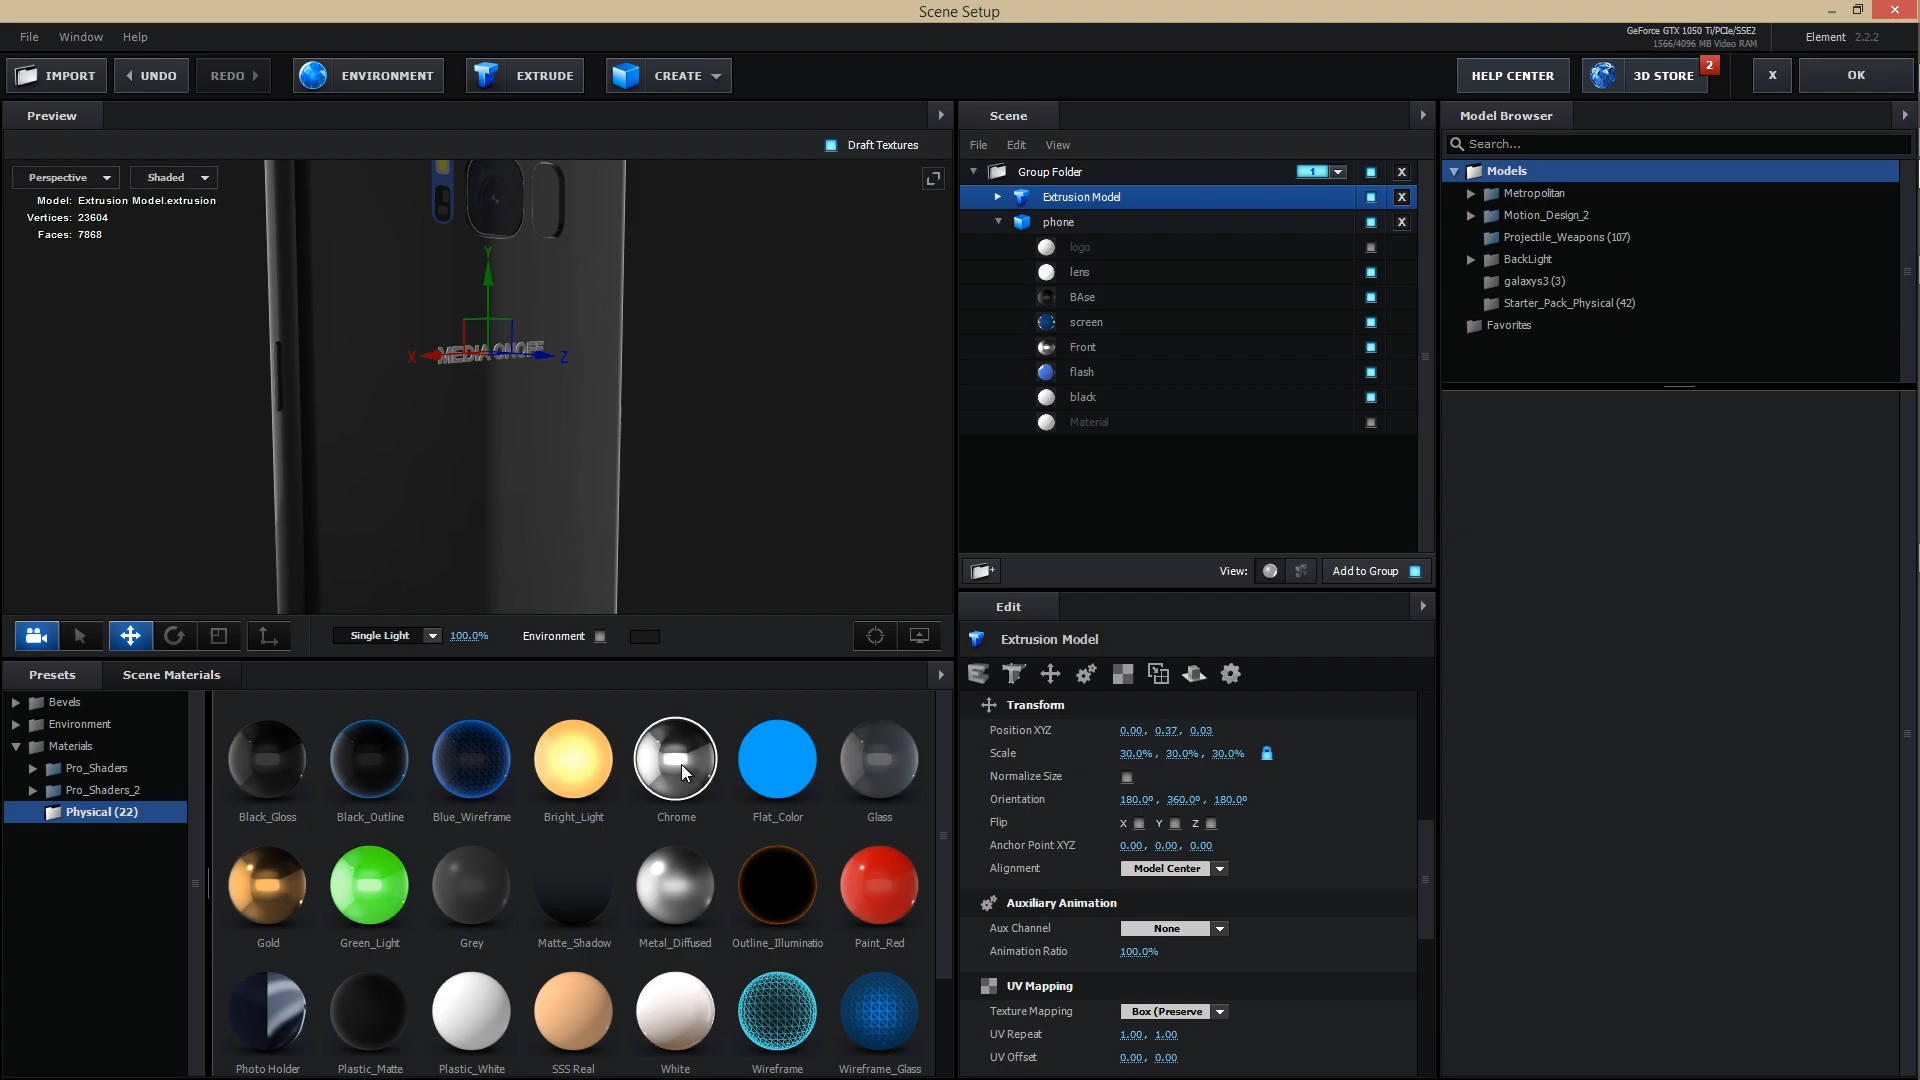 Scene Setup
File Window Help
GeForce GTX 1050 Ti/PCIe/SSE2
1566/4096 MB Video RAM
Element 2.2.2
IMPORT UNDO REDO ENVIRONMENT EXTRUDE CREATE HELP CENTER 3D STORE 2 X OK
Preview
Draft Textures
Perspective Shaded
Model: Extrusion Model.extrusion
Vertices: 23604
Faces: 7868
Y
X MEDIA ONOFF Z
Single Light 100.0% Environment
Scene
File Edit View
Group Folder 1 X
Extrusion Model X
phone X
logo
lens
BAse
screen
Front
flash
black
Material
View: Add to Group
Model Browser
Search...
Models
Metropolitan
Motion_Design_2
Projectile_Weapons (107)
BackLight
galaxys3 (3)
Starter_Pack_Physical (42)
Favorites
Presets Scene Materials
Bevels
Environment
Materials
Pro_Shaders
Pro_Shaders_2
Physical (22)
Black_Gloss Black_Outline Blue_Wireframe Bright_Light Chrome Flat_Color Glass
Gold Green_Light Grey Matte_Shadow Metal_Diffused Outline_Illuminatio Paint_Red
Photo Holder Plastic_Matte Plastic_White SSS Real White Wireframe Wireframe_Glass
Edit
Extrusion Model
Transform
Position XYZ 0.00, 0.37, 0.03
Scale 30.0%, 30.0%, 30.0%
Normalize Size
Orientation 180.0º, 360.0º, 180.0º
Flip X Y Z
Anchor Point XYZ 0.00, 0.00, 0.00
Alignment Model Center
Auxiliary Animation
Aux Channel None
Animation Ratio 100.0%
UV Mapping
Texture Mapping Box (Preserve
UV Repeat 1.00, 1.00
UV Offset 0.00, 0.00